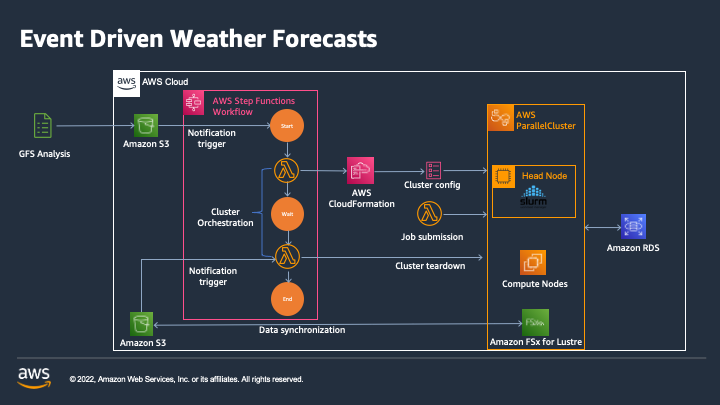 Event Driven Weather Forecasts
aws
AWS Cloud
AWS Step Functions
Workflow
AWS
ParallelCluster
GFS Analysis
Amazon S3
Notification
trigger
Start
AWS
CloudFormation
Cluster config
Head Node
slurm
workload manager
Cluster
Orchestration
Wait
Job submission
Amazon RDS
Notification
trigger
Cluster teardown
Compute Nodes
End
Amazon S3
Data synchronization
FSx
Amazon FSx for Lustre
aws
© 2022, Amazon Web Services, Inc. or its affiliates. All rights reserved.